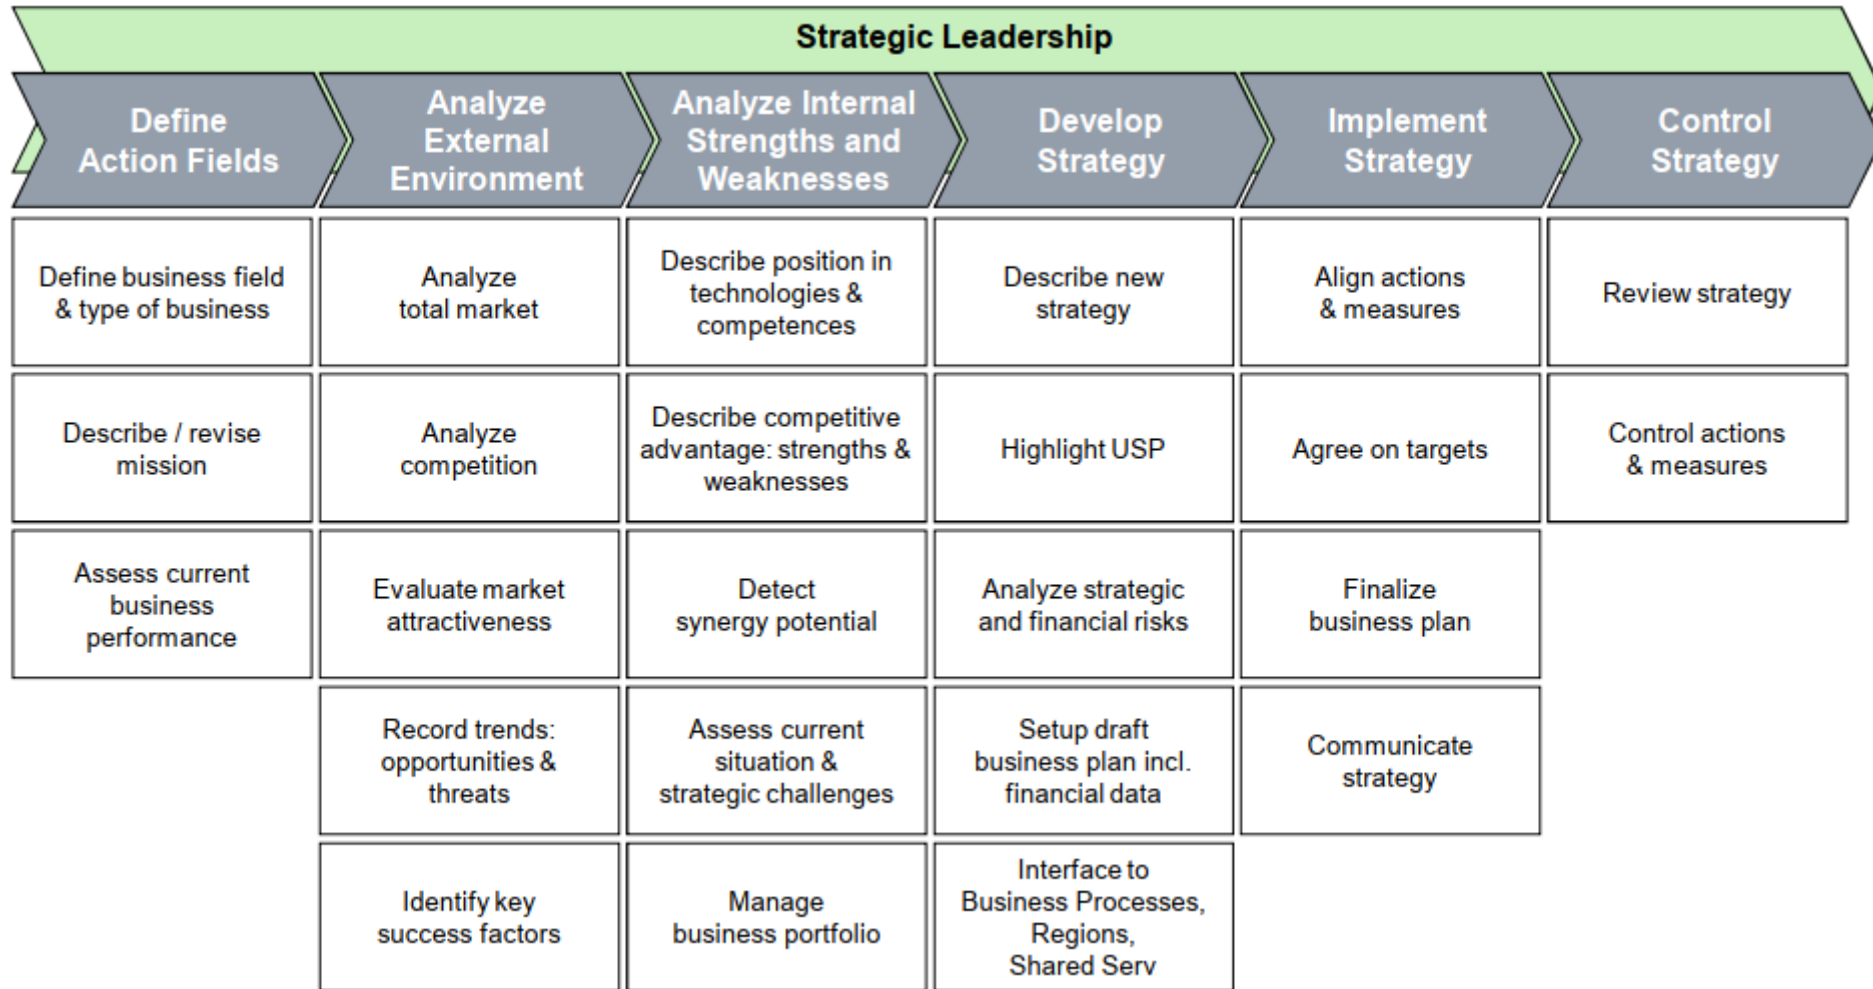 Strategic Leadership
Define
Action Fields
Analyze
External
Environment
Analyze Internal
Strengths and
Weaknesses
Develop
Strategy
Implement
Strategy
Control
Strategy
Define business field
& type of business
Analyze
total market
Describe position in
technologies &
competences
Describe new
strategy
Align actions
& measures
Review strategy
Describe / revise
mission
Analyze
competition
Describe competitive
advantage: strengths &
weaknesses
Highlight USP
Agree on targets
Control actions
& measures
Assess current
business
performance
Evaluate market
attractiveness
Detect
synergy potential
Analyze strategic
and financial risks
Finalize
business plan
Record trends:
opportunities &
threats
Assess current
situation &
strategic challenges
Setup draft
business plan incl.
financial data
Communicate
strategy
Identify key
success factors
Manage
business portfolio
Interface to
Business Processes,
Regions,
Shared Serv